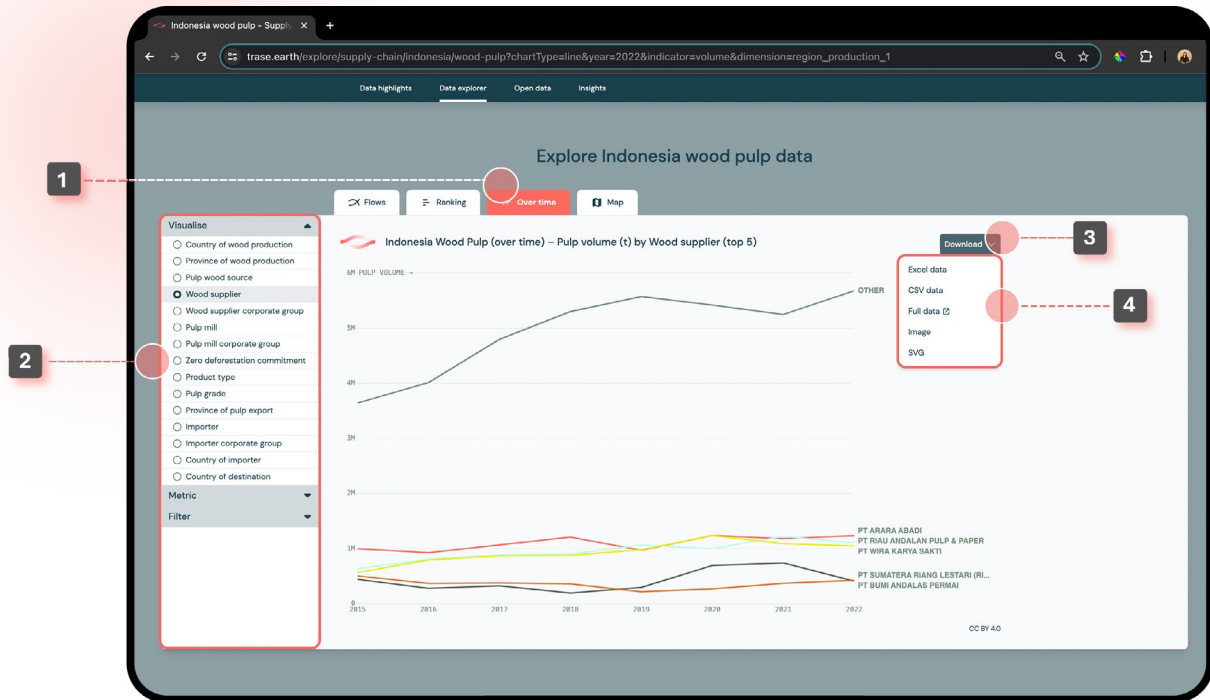 Indonesia wood pulp - Suppl
trase.earth/explore/supply-chain/indonesia/wood-pulp?chartType=line&year=2022&indicator=volume&dimension=region_production_1
Data highlights
Data explorer
Open data
Insights
Explore Indonesia wood pulp data
1
Flows
Ranking
Over time
Map
Visualise
Country of wood production
Province of wood production
Pulp wood source
Wood supplier
Wood supplier corporate group
Pulp mill
Pulp mill corporate group
Zero deforestation commitment
Product type
Pulp grade
Province of pulp export
Importer
Importer corporate group
Country of importer
Country of destination
Metric
Filter
2
Indonesia Wood Pulp (over time) – Pulp volume (t) by Wood supplier (top 5)
Download
3
Excel data
CSV data
Full data
Image
SVG
4
6M PULP VOLUME →
5M
4M
3M
2M
1M
0
2015
2016
2017
2018
2019
2020
2021
2022
OTHER
PT ARARA ABADI
PT RIAU ANDALAN PULP & PAPER
PT WIRA KARYA SAKTI
PT SUMATERA RIANG LESTARI (RI...
PT BUMI ANDALAS PERMAI
CC BY 4.0